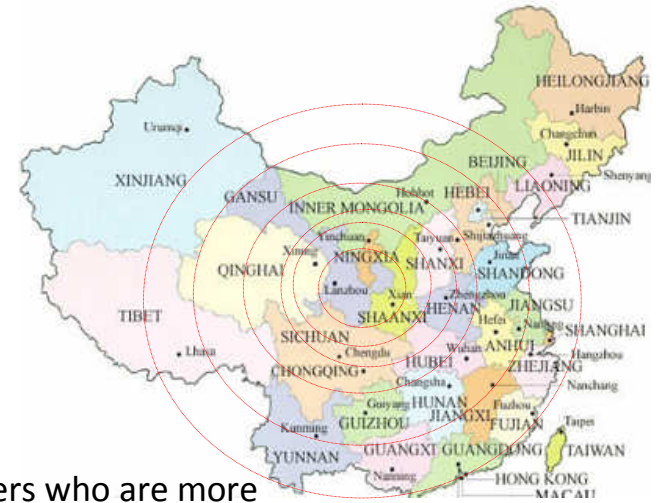 HEILONGJIANG
Harbin
Urumqi
Changchun
JILIN
BEIJING
LIAONING
Shenyang
XINJIANG
GANSU
Hohhot
HEBEI
INNER MONGOLIA
TIANJIN
Yinchuan
Taiyuan
Shijiazhuang
Xining
NINGXIA
Jinan
QINGHAI
SHANXI
SHANDONG
Lanzhou
Xian
Zhengzhou
HENAN
JIANGSU
TIBET
SHAANXI
Hefei
Nanjing
SHANGHAI
SICHUAN
ANHUI
Lhasa
Chengdu
HUBEI
Wuhan
Hangzhou
CHONGQING
ZHEJIANG
Changsha
Nanchang
HUNAN
Guiyang
JIANGXI
Fuzhou
GUIZHOU
FUJIAN
Taipei
Kunming
GUANGXI
GUANGDONG
TAIWAN
YUNNAN
Nanning
HONG KONG
ers who are more
MACAU